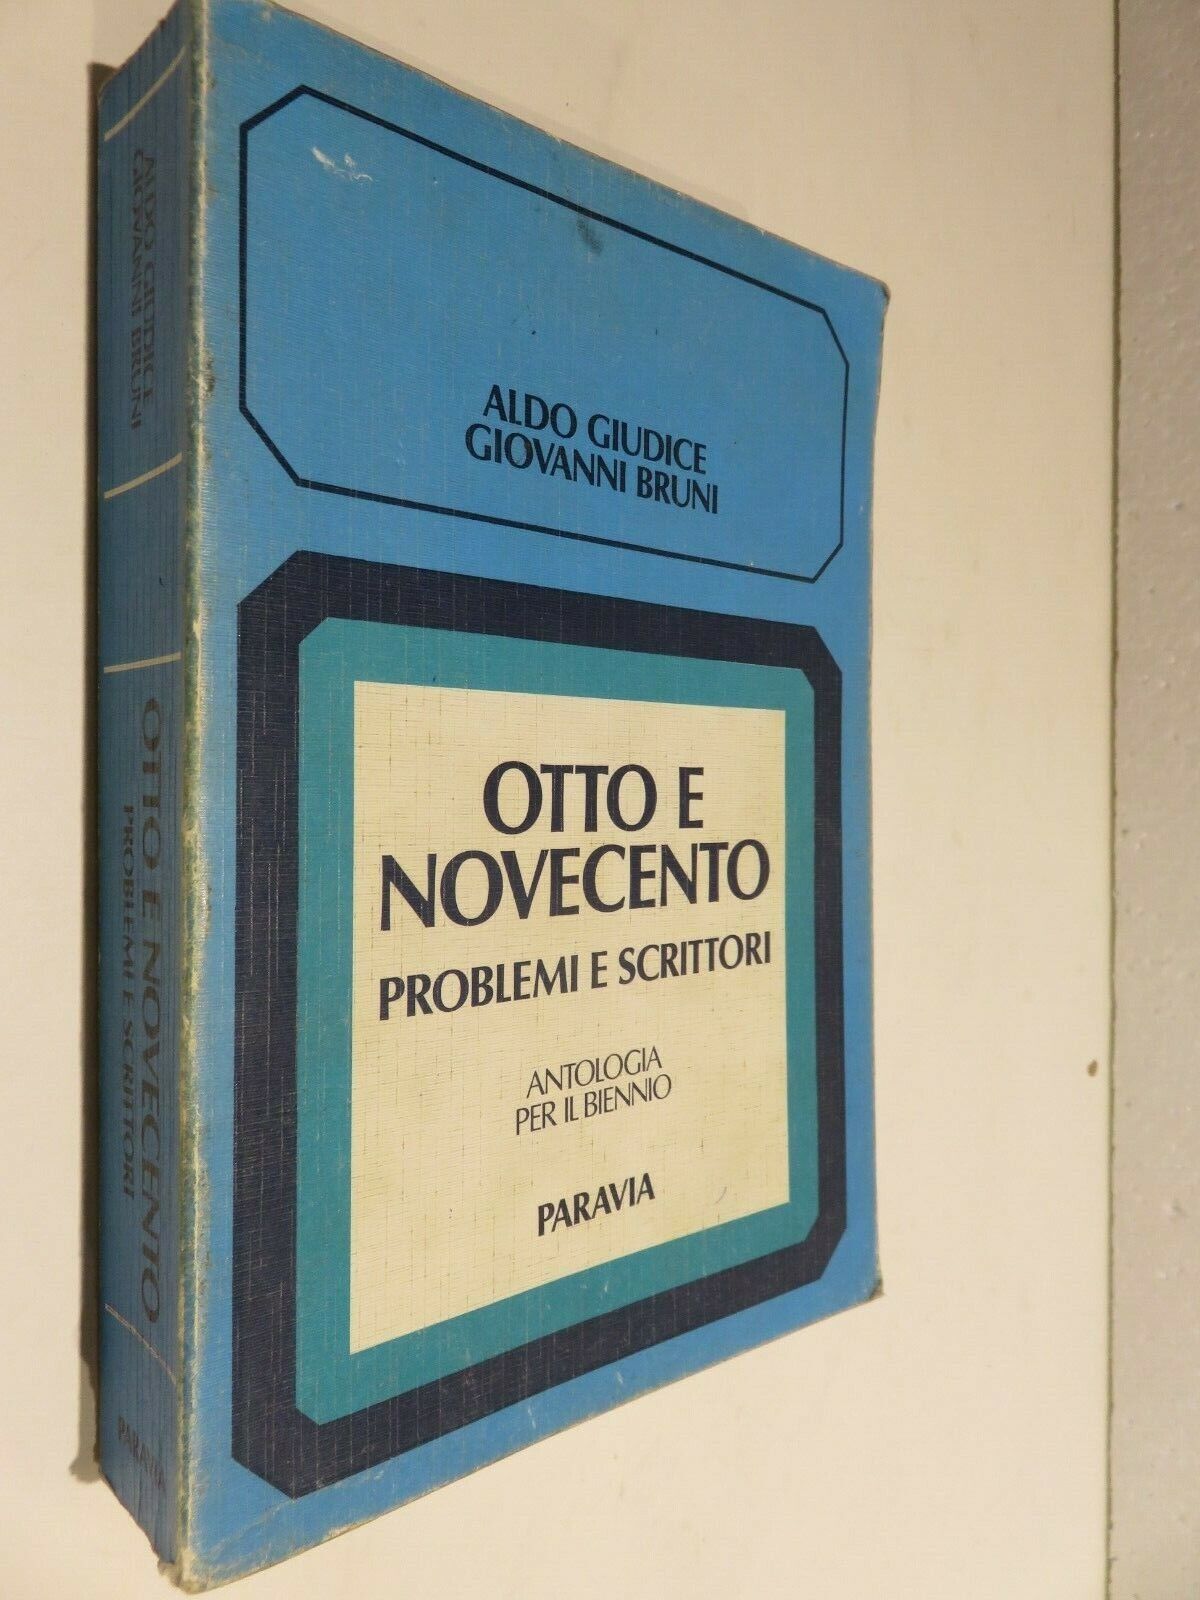 ALDO GIUDICE
GIOVANNI BRUNI
OTTO E
NOVECENTO
PROBLEMI E SCRITTORI
ANTOLOGIA
PER IL BIENNIO
PARAVIA
ALDO GIUDICE
GIOVANNI BRUNI
OTTO E NOVECENTO
PROBLEMI E SCRITTORI
PARAVIA